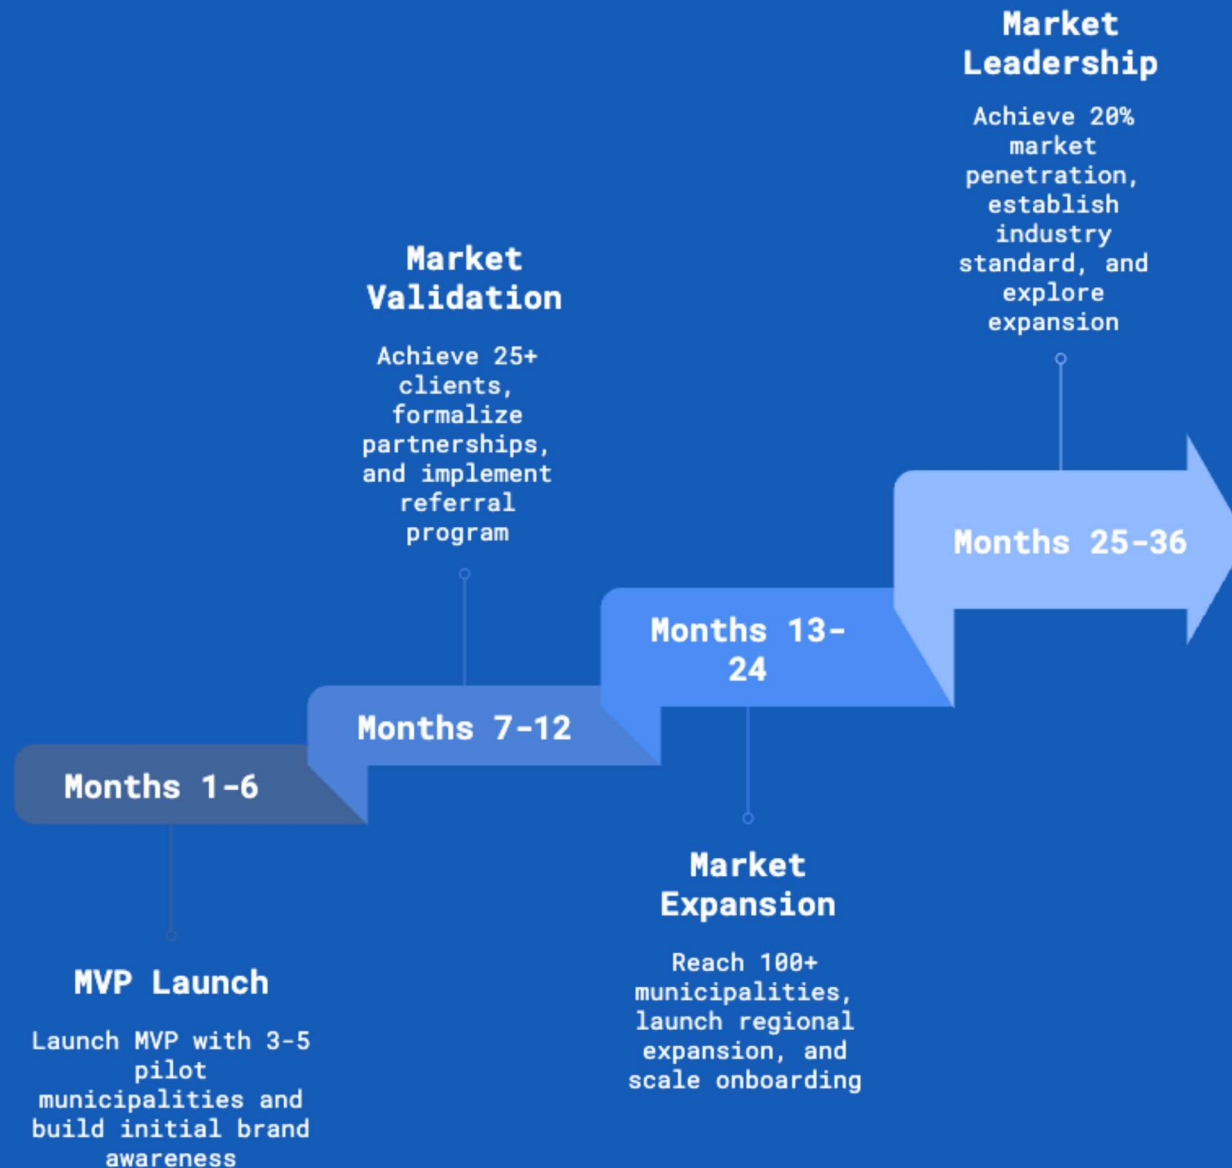 Market
Leadership
Achieve 20%
market
penetration,
establish
industry
standard, and
explore
expansion
Market
Validation
Achieve 25+
clients,
formalize
partnerships,
and implement
referral
program
Months 25-36
Months 13-
24
Months 7-12
Months 1-6
Market
Expansion
Reach 100+
municipalities,
launch regional
expansion, and
scale onboarding
MVP Launch
Launch MVP with 3-5
pilot
municipalities and
build initial brand
awareness